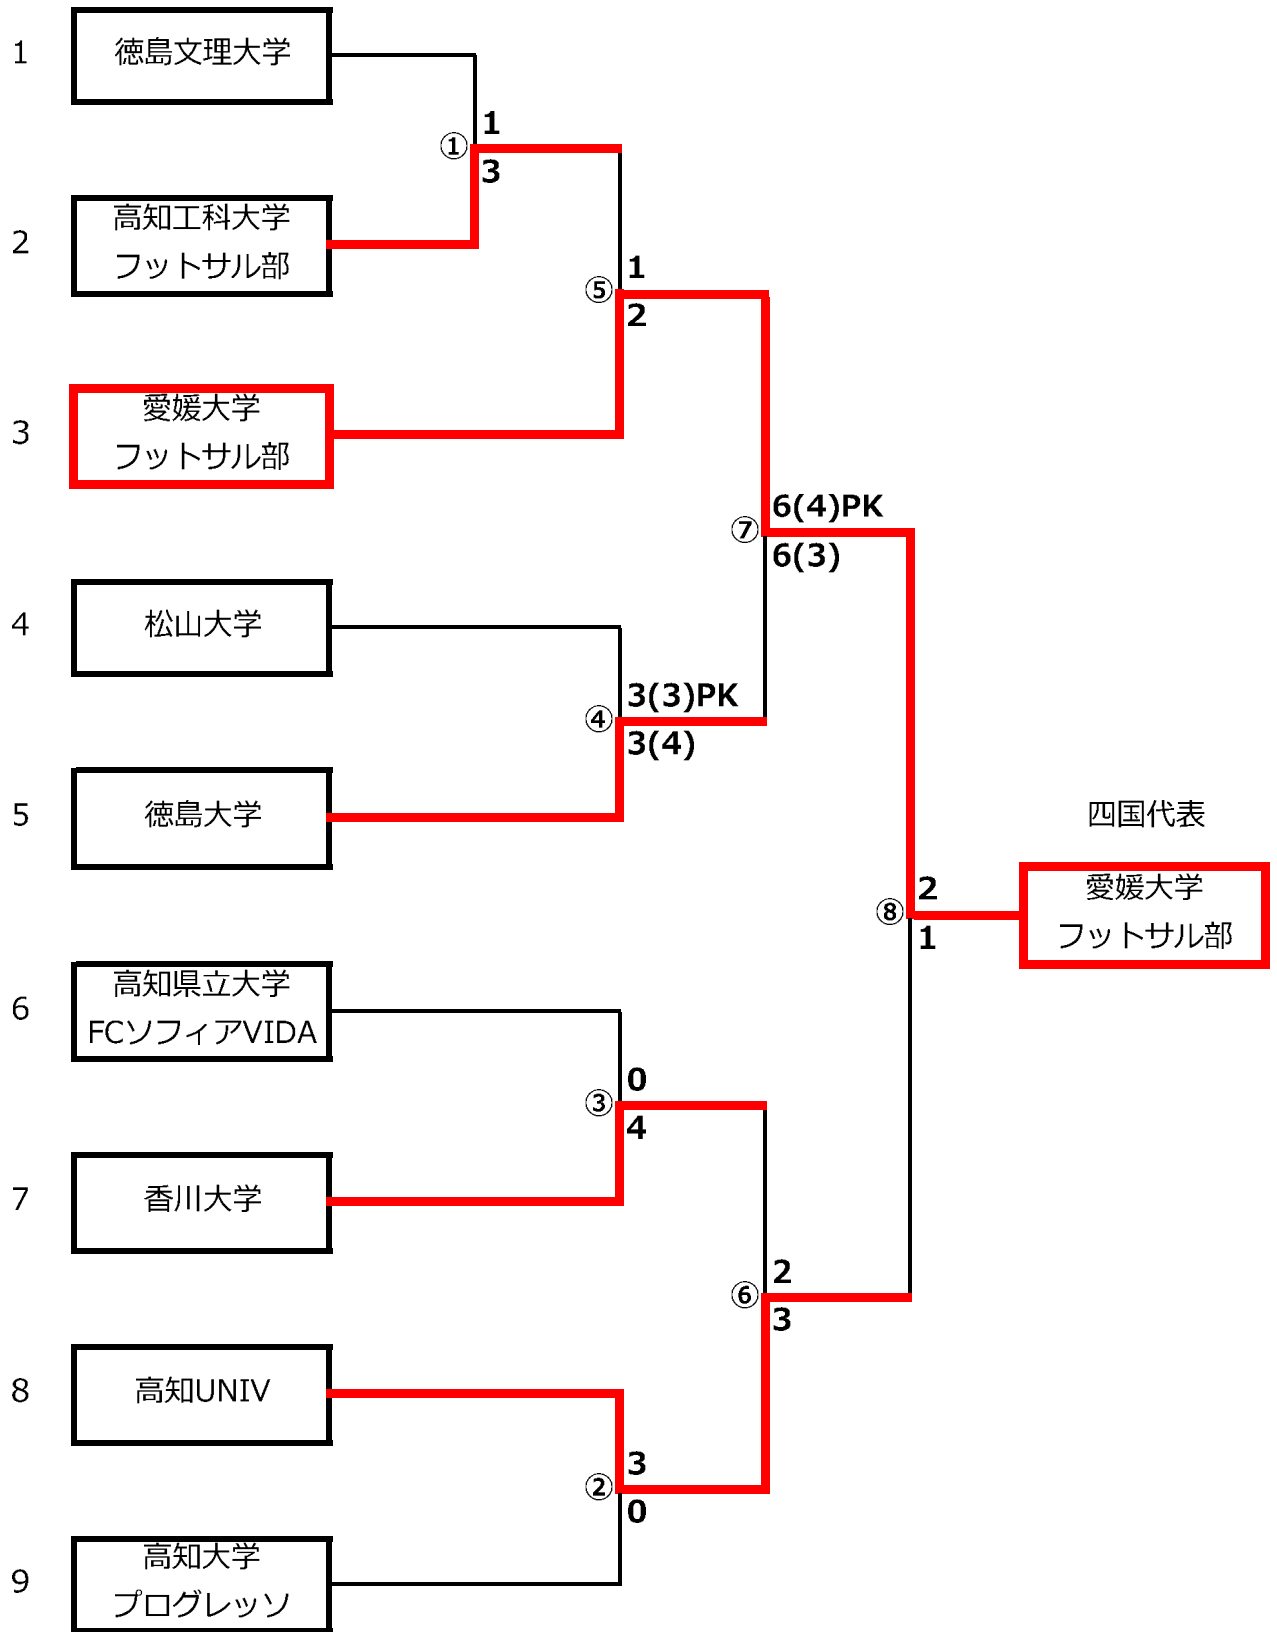 1
徳島文理大学
1
①
3
2
高知工科大学
フットサル部
1
⑤
2
3
愛媛大学
フットサル部
6(4)PK
⑦
6(3)
4
松山大学
3(3)PK
④
3(4)
5
徳島大学
四国代表
愛媛大学
フットサル部
2
⑧
1
6
高知県立大学
FCソフィアVIDA
0
③
4
7
香川大学
2
⑥
3
8
高知UNIV
3
②
0
9
高知大学
プログレッソ